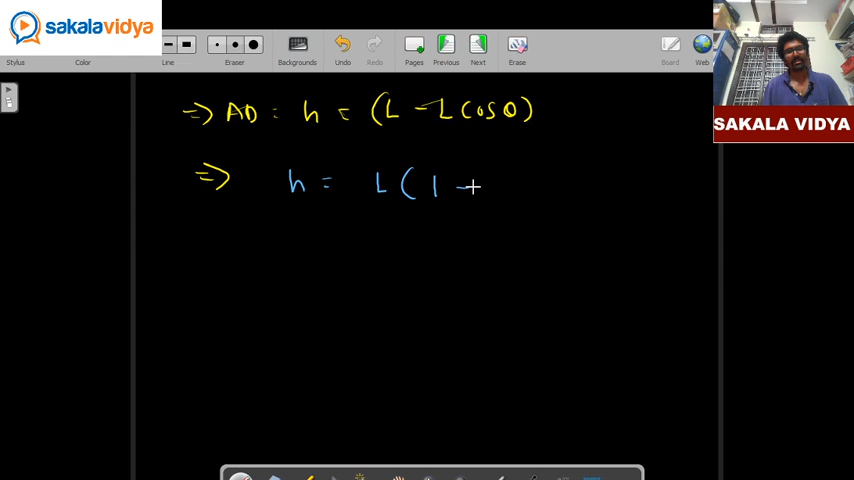 sakalavidya
Stylus
Color
Line
Eraser
Backgrounds
Undo
Redo
Pages
Previous
Next
Erase
Board
Web
SAKALA VIDYA
=> AD = h = (L - L cos θ)
=> h = L ( 1 -